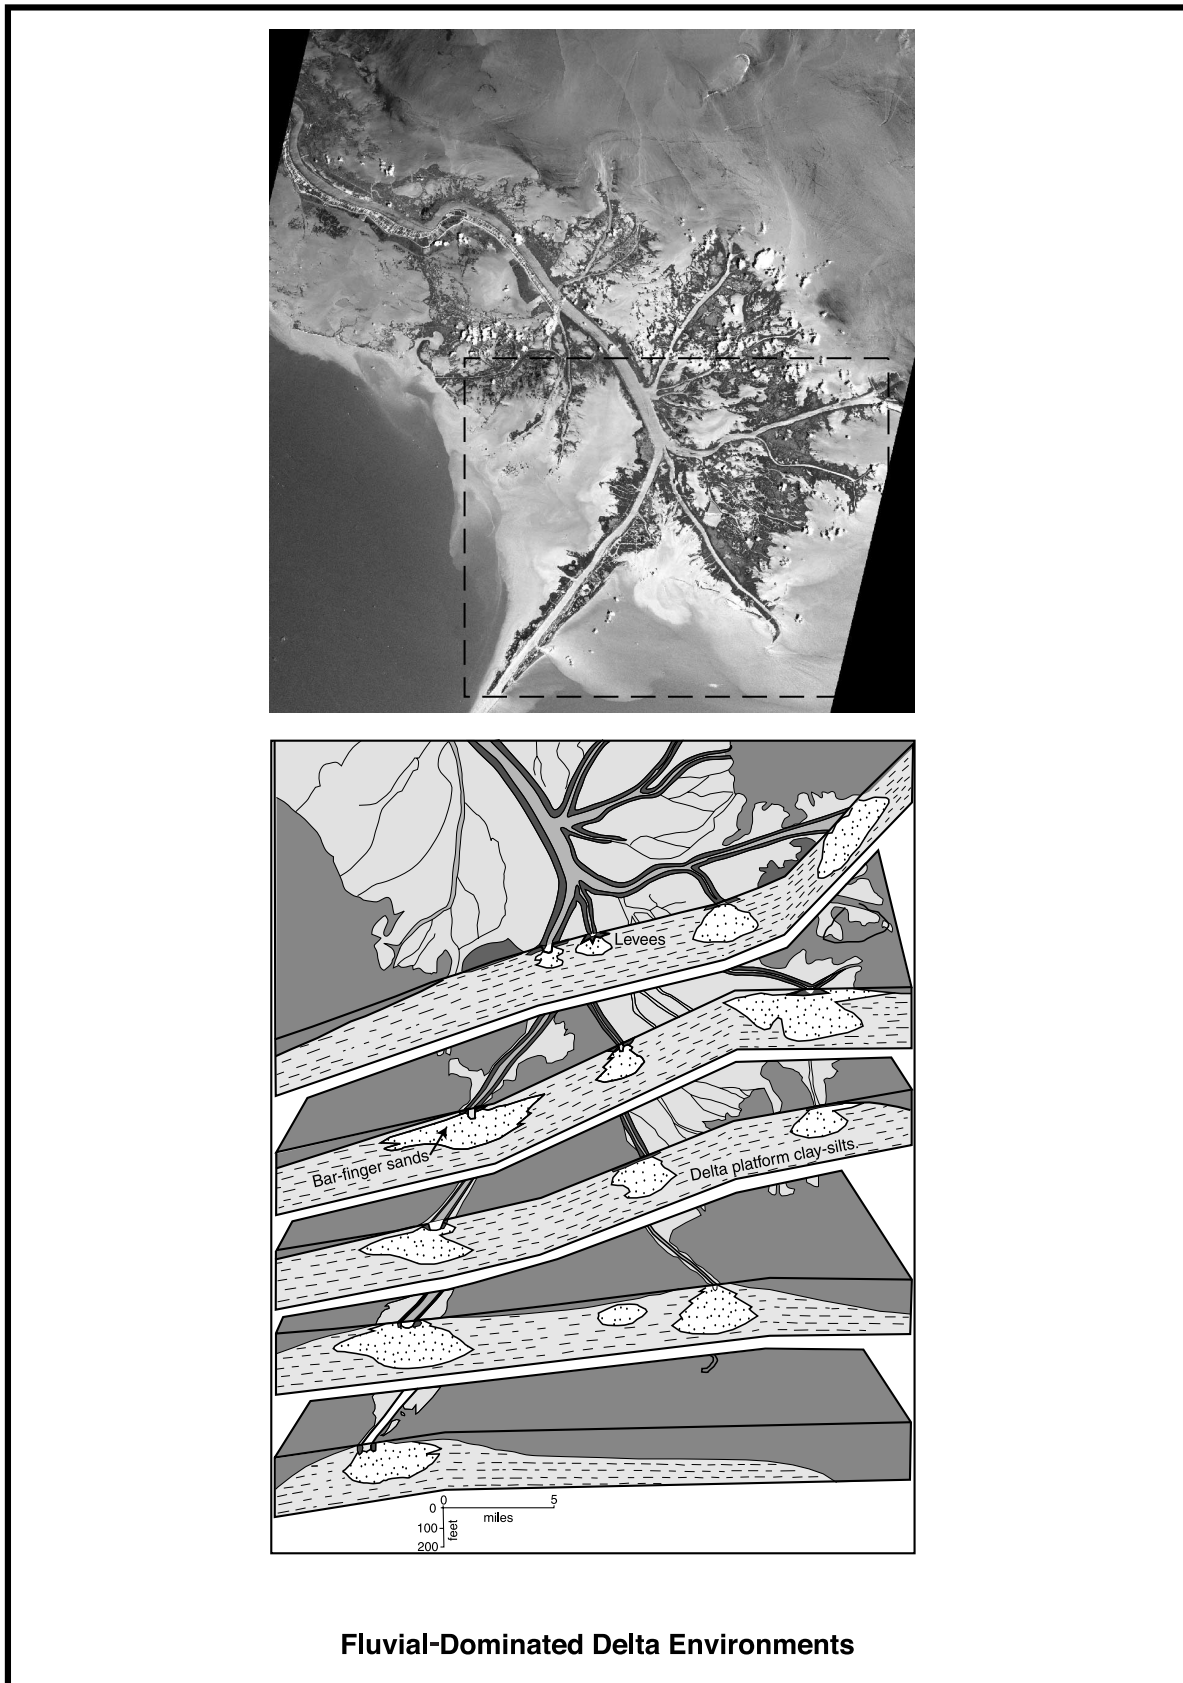 Levees
Bar-finger sands
Delta platform clay-silts.
0 5
miles
0
100
200
feet
Fluvial-Dominated Delta Environments